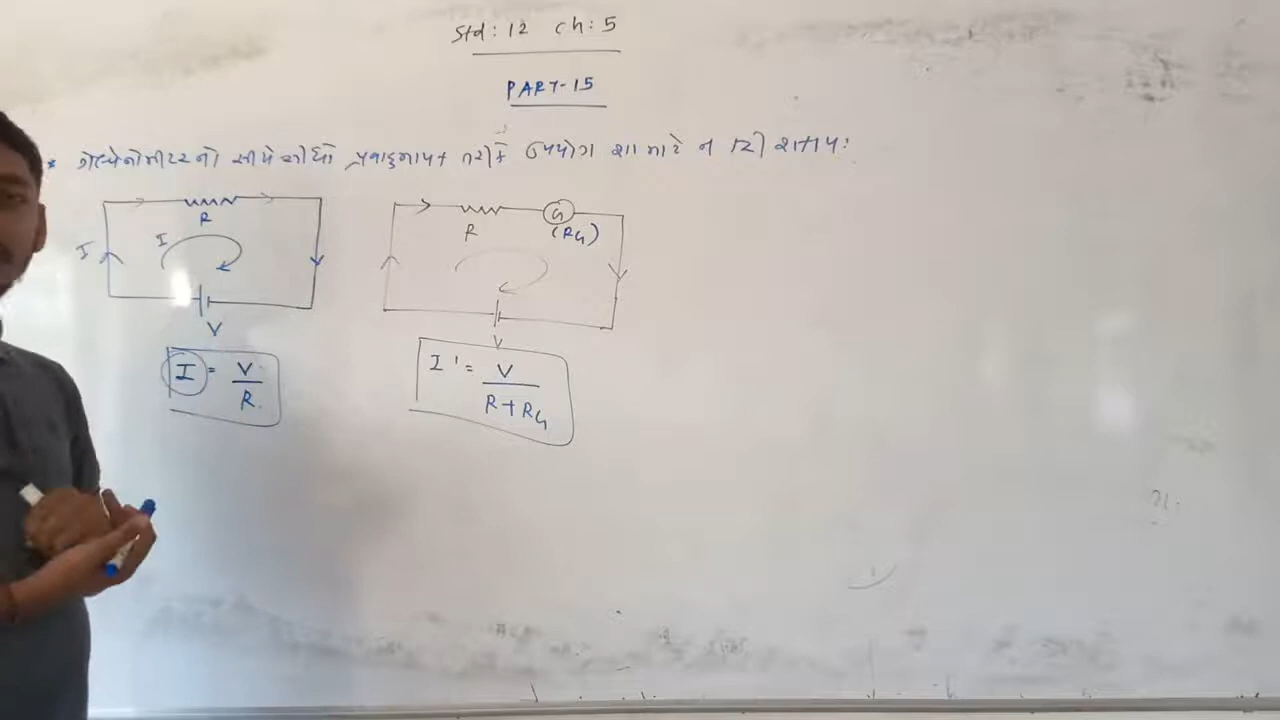 Std: 12 Ch: 5
PART-15
* ગેલ્વેનોમીટરનો સીધે સીધો પ્રવાહમાપક તરીકે ઉપયોગ શા માટે ન કરી શકાય:
R
I
I
V
I = V / R
R
G
(RG)
V
I' = V / R + RG